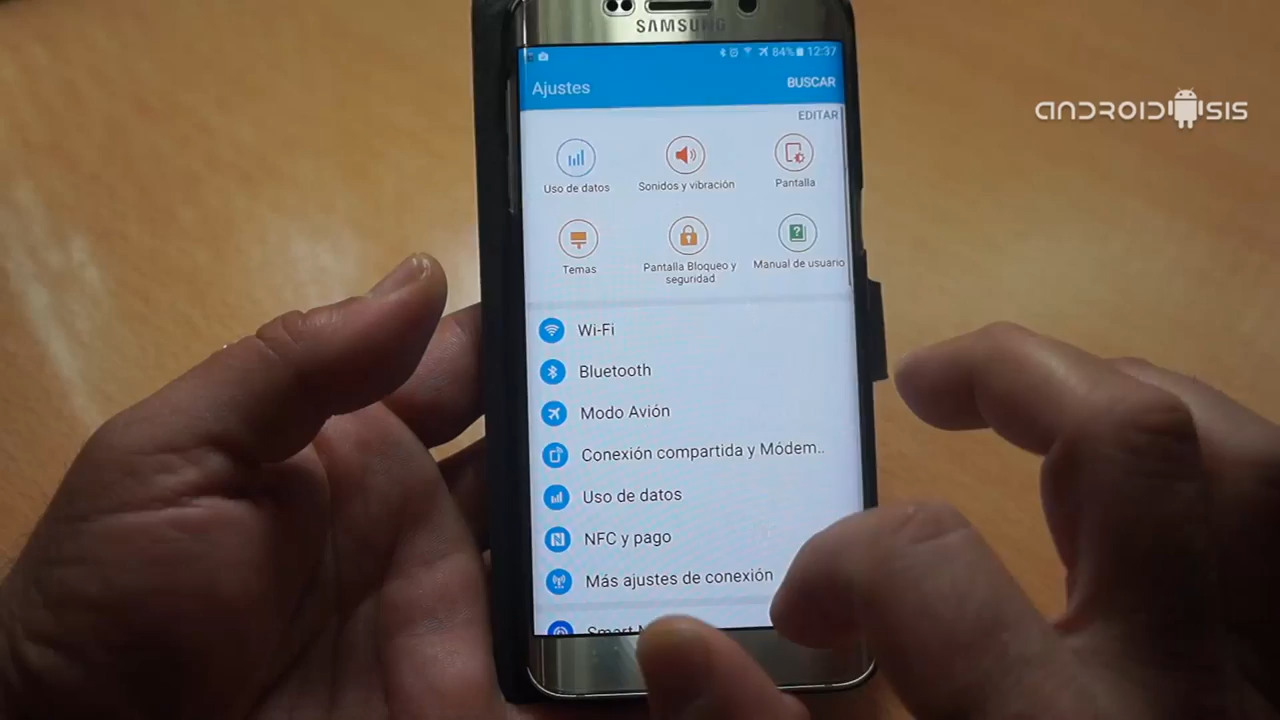 SAMSUNG
84% 12:37
Ajustes
BUSCAR
EDITAR
Uso de datos
Sonidos y vibración
Pantalla
Temas
Pantalla Bloqueo y
seguridad
Manual de usuario
Wi-Fi
Bluetooth
Modo Avión
Conexión compartida y Módem..
Uso de datos
NFC y pago
Más ajustes de conexión
Smart
ANDROIDSIS